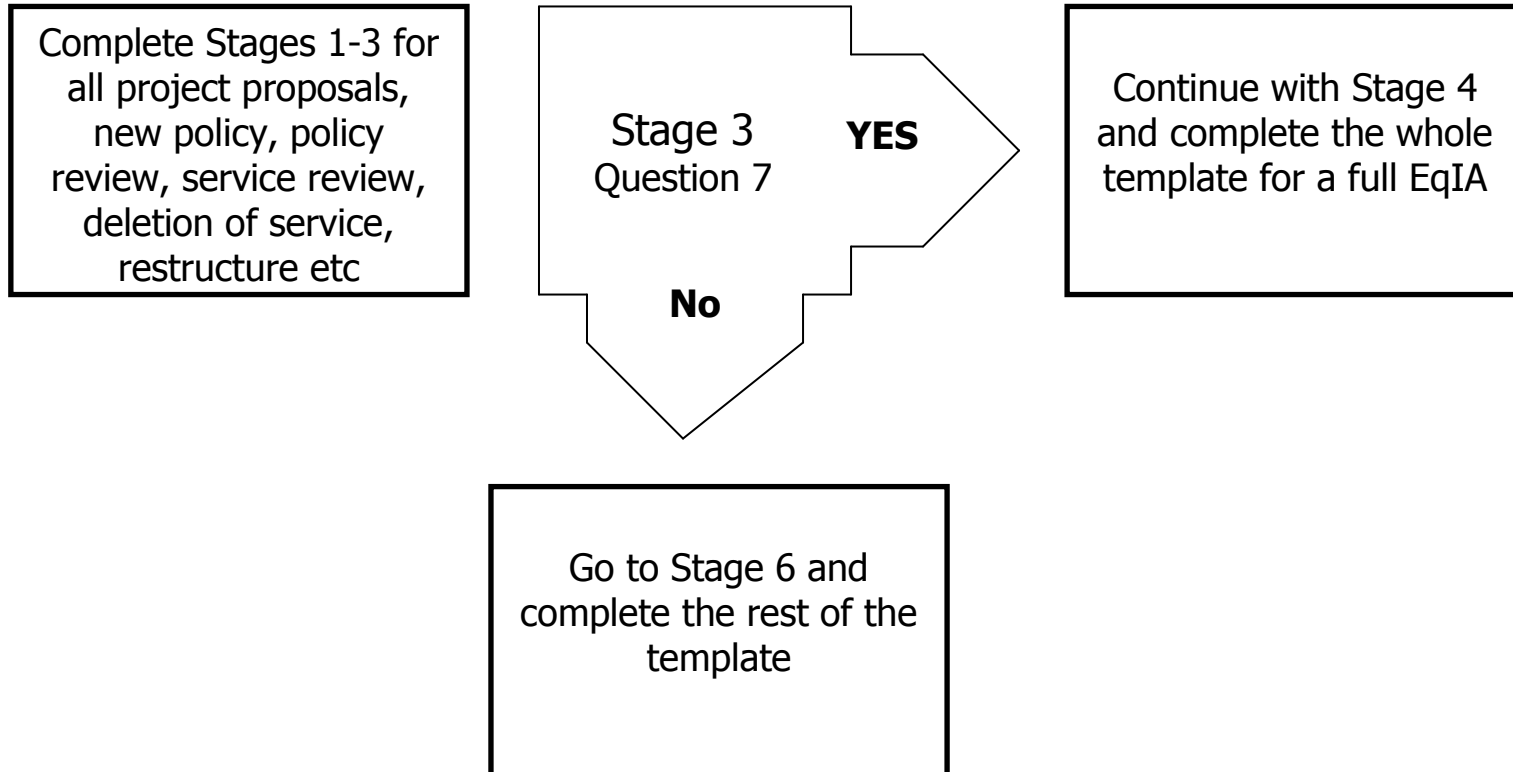 Complete Stages 1-3 for
all project proposals,
new policy, policy
review, service review,
deletion of service,
restructure etc
Stage 3
Question 7
YES
No
Continue with Stage 4
and complete the whole
template for a full EqIA
Go to Stage 6 and
complete the rest of the
template